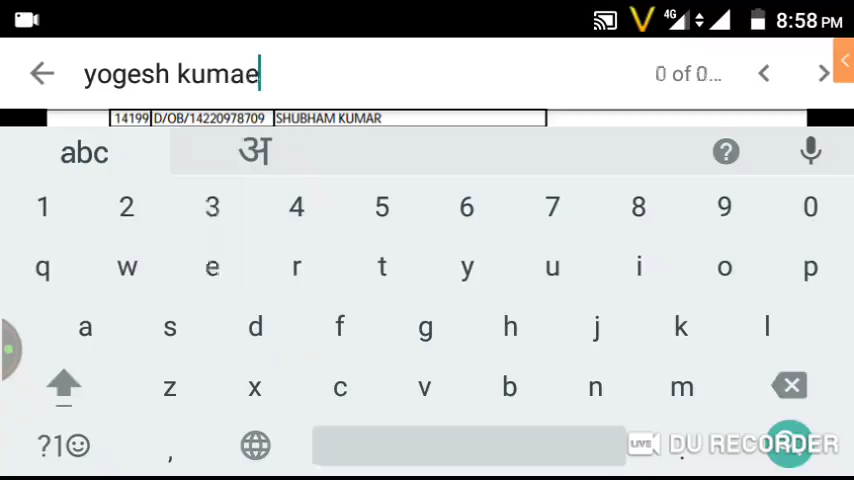 4G 8:58 PM
yogesh kumae 0 of 0...
14199 D/OB/14220978709 SHUBHAM KUMAR
abc अ ?
1 2 3 4 5 6 7 8 9 0
q w e r t y u i o p
a s d f g h j k l
z x c v b n m
?1 , . LIVE DU RECORDER